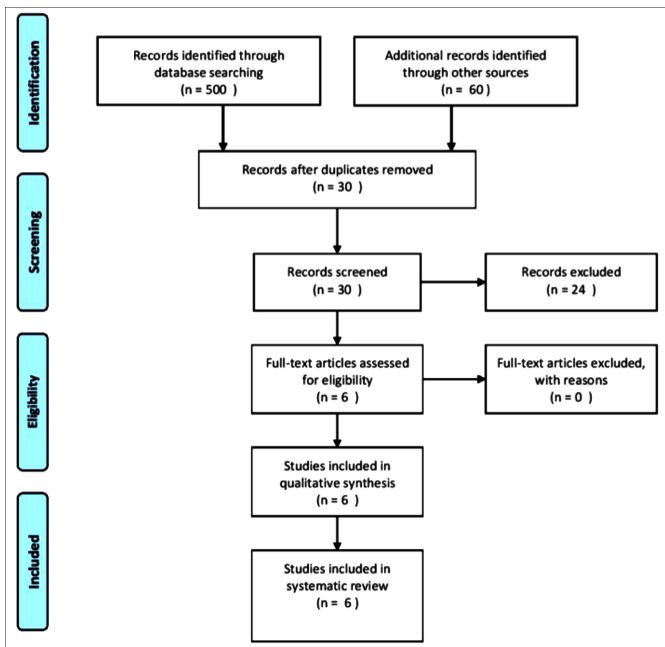 Identification
Records identified through
database searching
(n = 500 )
Additional records identified
through other sources
(n = 60 )
Records after duplicates removed
(n = 30 )
Screening
Records screened
(n = 30 )
Records excluded
(n = 24 )
Eligibility
Full-text articles assessed
for eligibility
(n = 6 )
Full-text articles excluded,
with reasons
(n = 0 )
Studies included in
qualitative synthesis
(n = 6 )
Included
Studies included in
systematic review
(n = 6 )